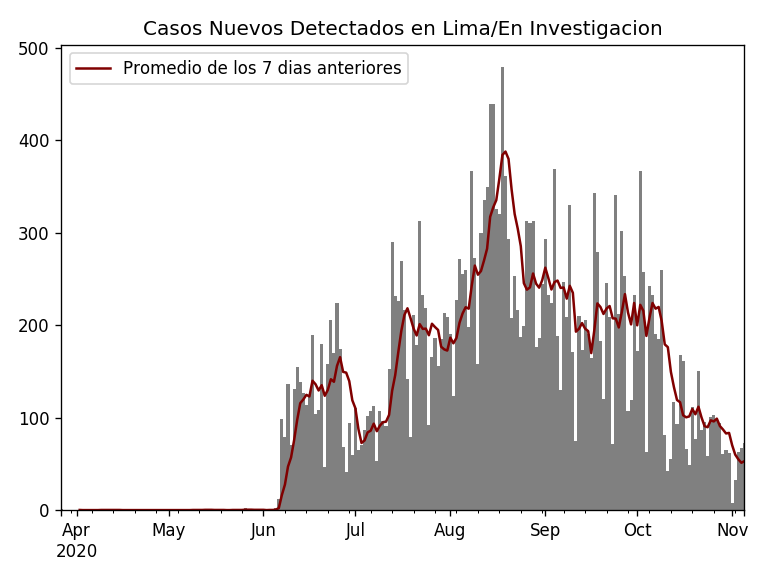 Casos Nuevos Detectados en Lima/En Investigacion
Promedio de los 7 dias anteriores
500
400
300
200
100
0
Apr May Jun Jul Aug Sep Oct Nov
2020